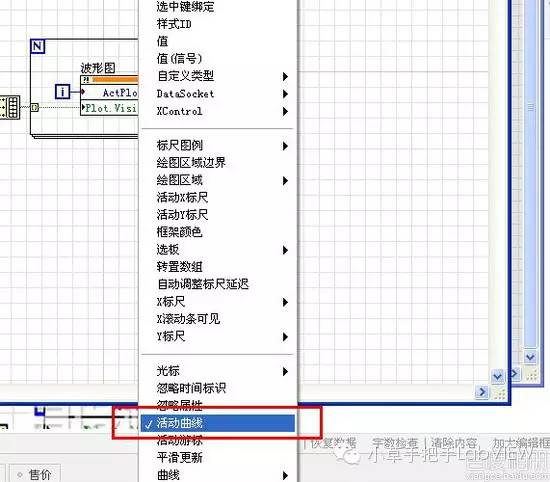 选中键绑定
样式ID
值
值(信号)
自定义类型
DataSocket
XControl
N
波形图
i
ActPlo
Plot.Visi
标尺图例
绘图区域边界
绘图区域
活动X标尺
活动Y标尺
框架颜色
选板
转置数组
自动调整标尺延迟
X标尺
X滚动条可见
Y标尺
光标
忽略时间标识
忽略属性
✓活动曲线
活动游标
平滑更新
曲线
恢复数据 字数检查 清除内容 加大编辑框
售价
小草手把手LabVIEW
xiangcexiangce.com